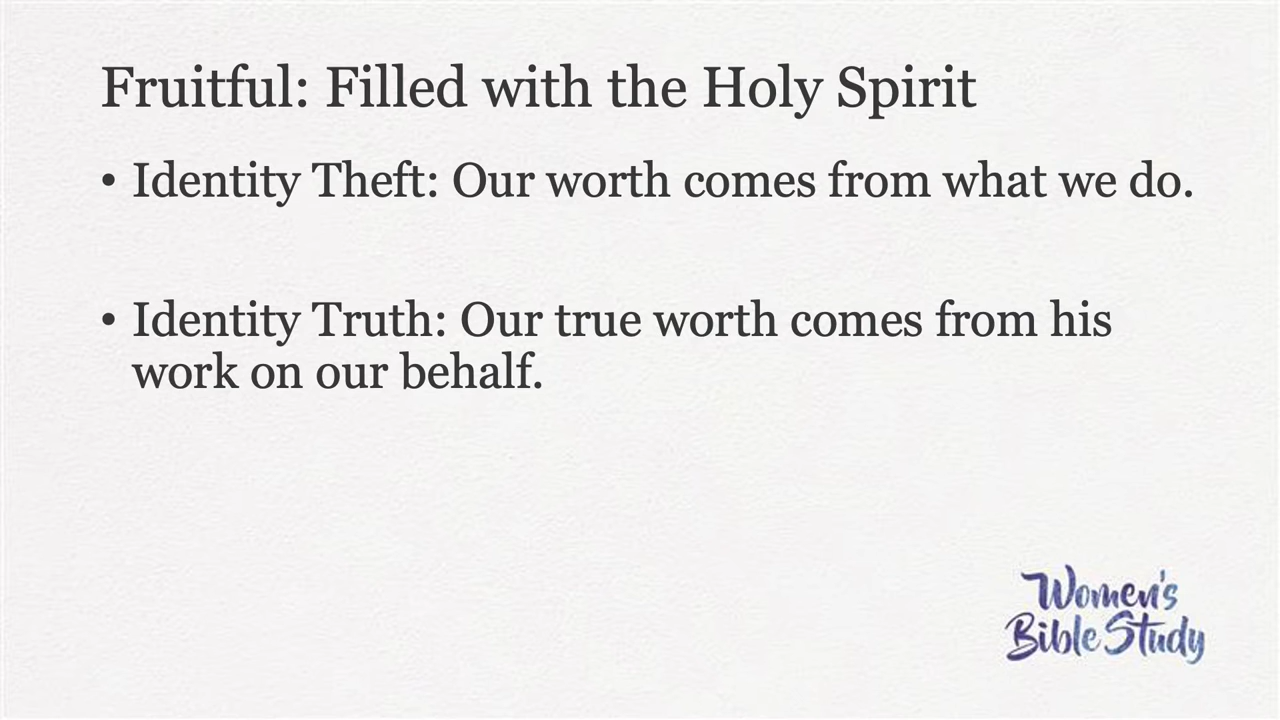 Fruitful: Filled with the Holy Spirit
• Identity Theft: Our worth comes from what we do.
• Identity Truth: Our true worth comes from his
work on our behalf.
Women's
Bible Study